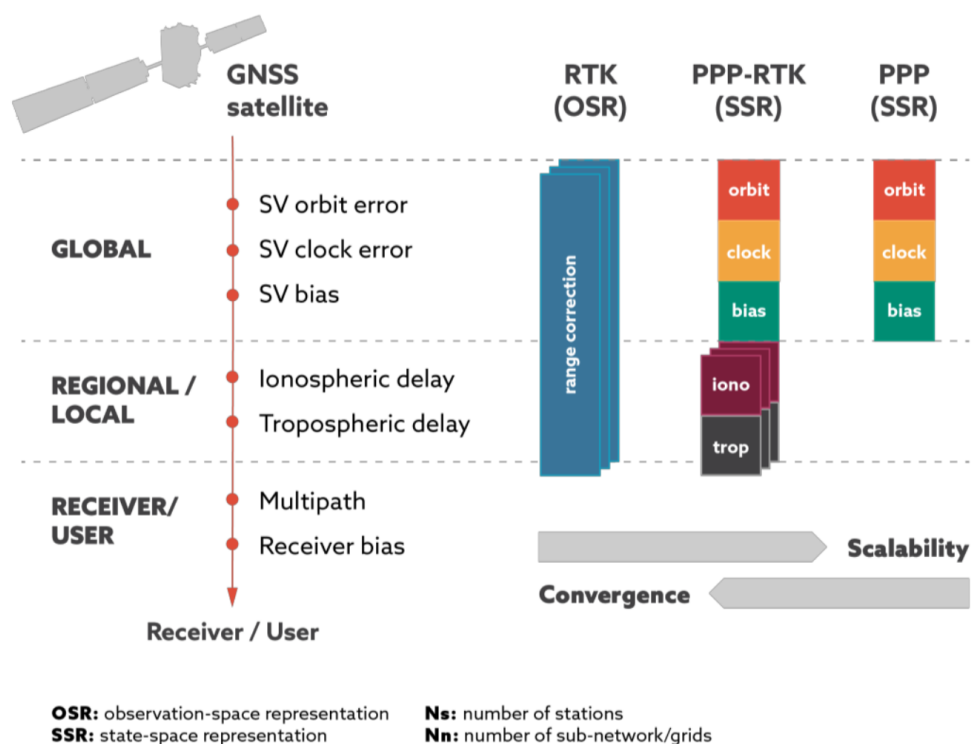 GNSS
satellite
RTK
(OSR)
PPP-RTK
(SSR)
PPP
(SSR)
GLOBAL
SV orbit error
SV clock error
SV bias
REGIONAL /
LOCAL
Ionospheric delay
Tropospheric delay
RECEIVER/
USER
Multipath
Receiver bias
Receiver / User
range correction
orbit
clock
bias
iono
trop
orbit
clock
bias
Scalability
Convergence
OSR: observation-space representation
SSR: state-space representation
Ns: number of stations
Nn: number of sub-network/grids